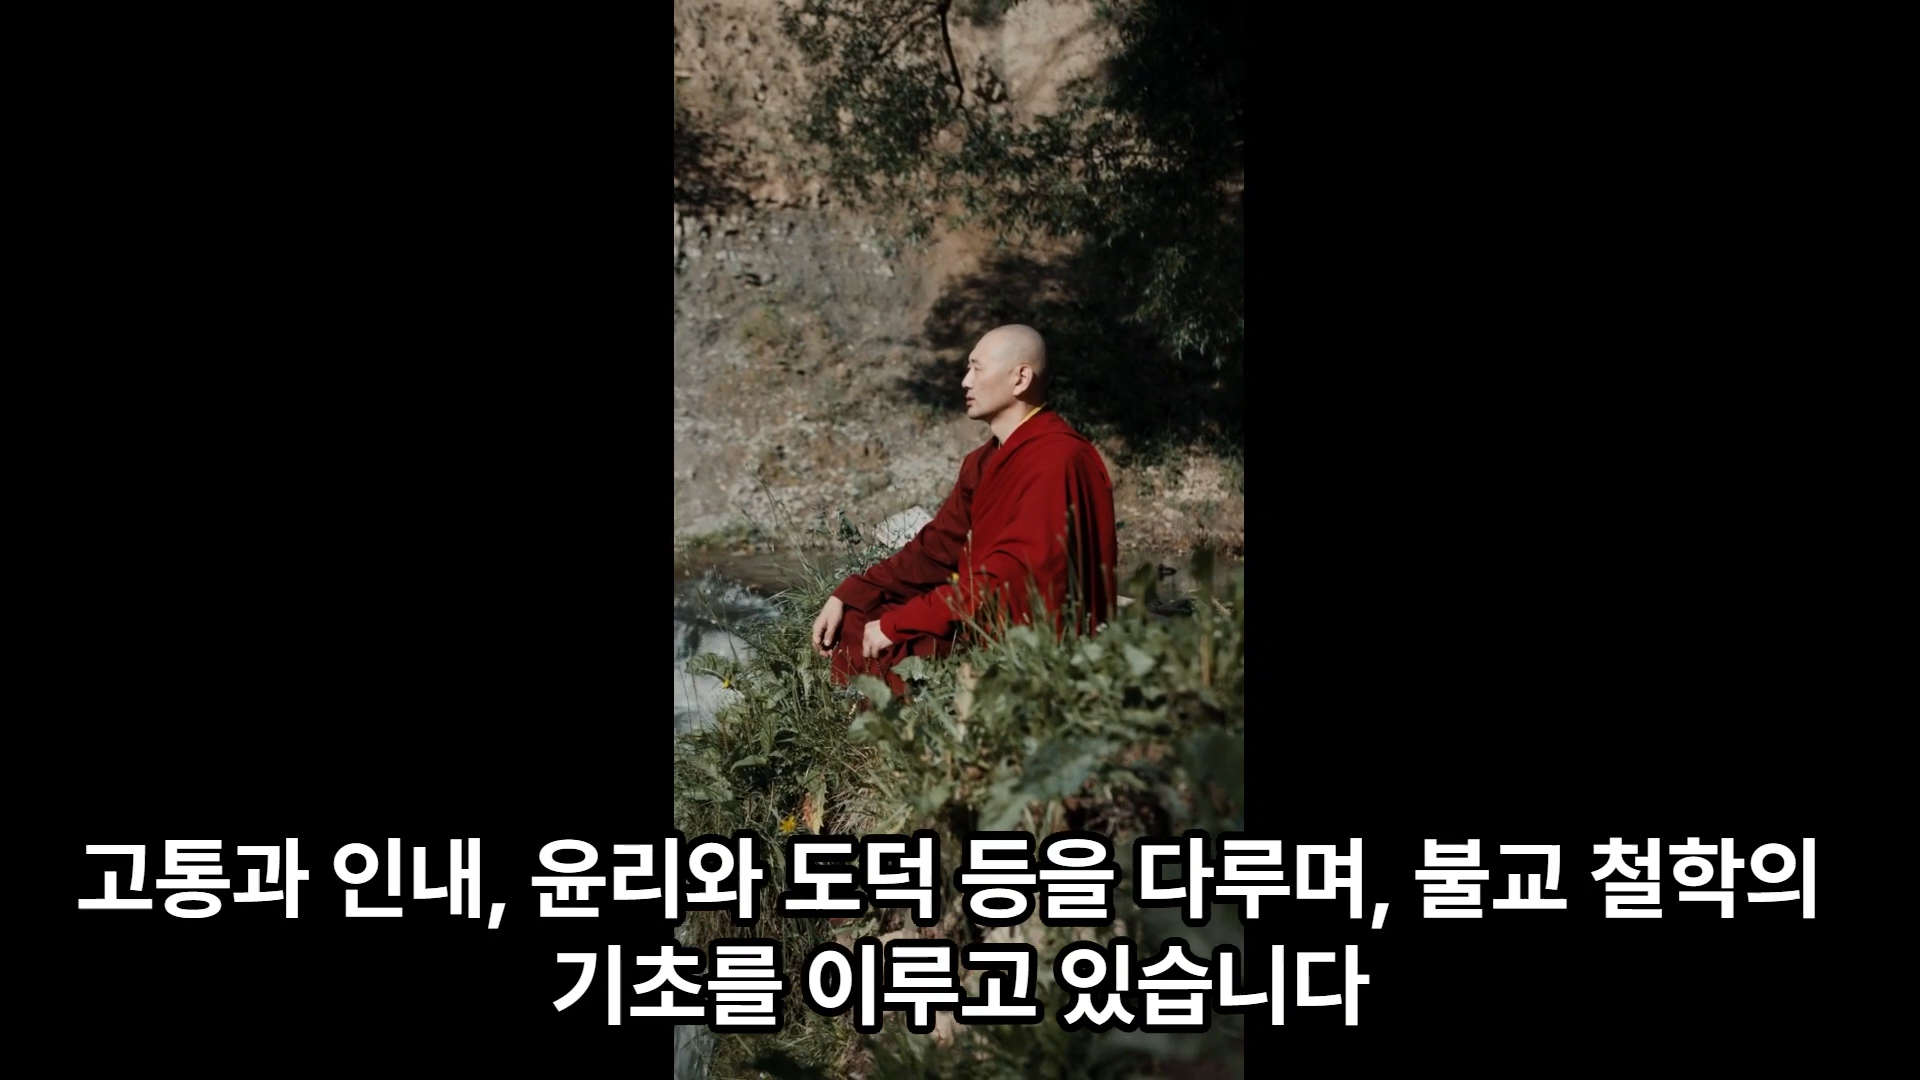 고통과 인내, 윤리와 도덕 등을 다루며, 불교 철학의
기초를 이루고 있습니다